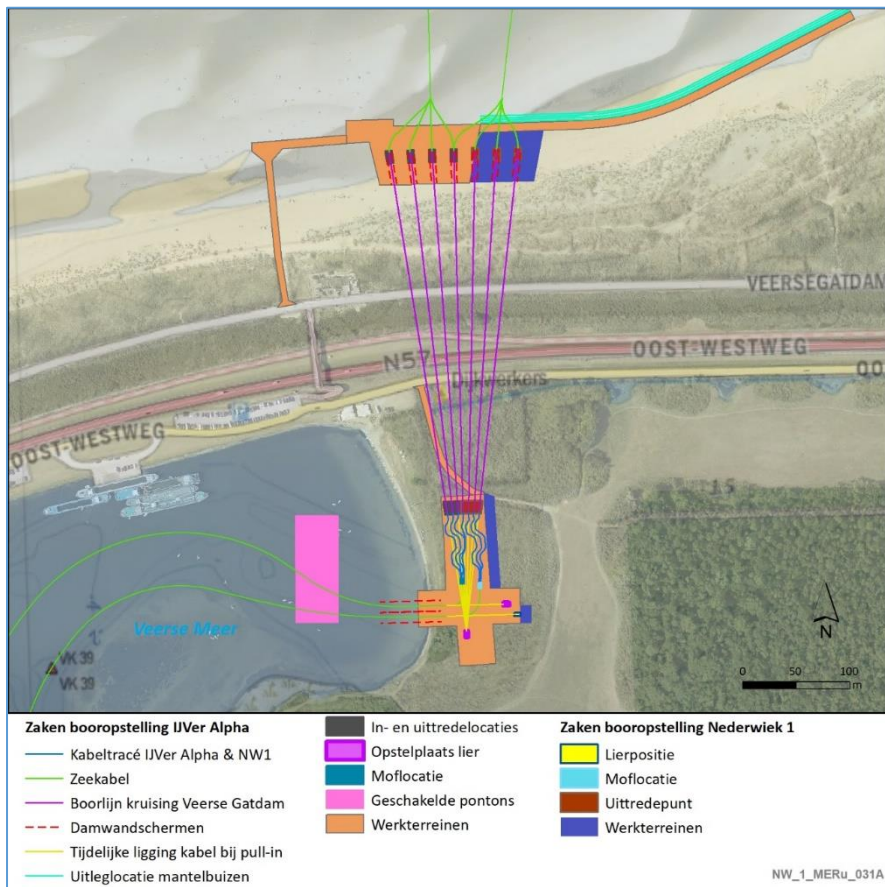 VEERSEGATDAM
N57
OOST-WESTWEG
OO
Dijkwerkers
OOST-WESTWEG
15
Veerse Meer
VK 39
VK 39
N
0 50 100
m
Zaken booropstelling IJVer Alpha
Kabeltracé IJVer Alpha & NW1
Zeekabel
Boorlijn kruising Veerse Gatdam
Damwandschermen
Tijdelijke ligging kabel bij pull-in
Uitleglocatie mantelbuizen
In- en uittredelocaties
Opstelplaats lier
Moflocatie
Geschakelde pontons
Werkterreinen
Zaken booropstelling Nederwiek 1
Lierpositie
Moflocatie
Uittredepunt
Werkterreinen
NW_1_MERu_031A